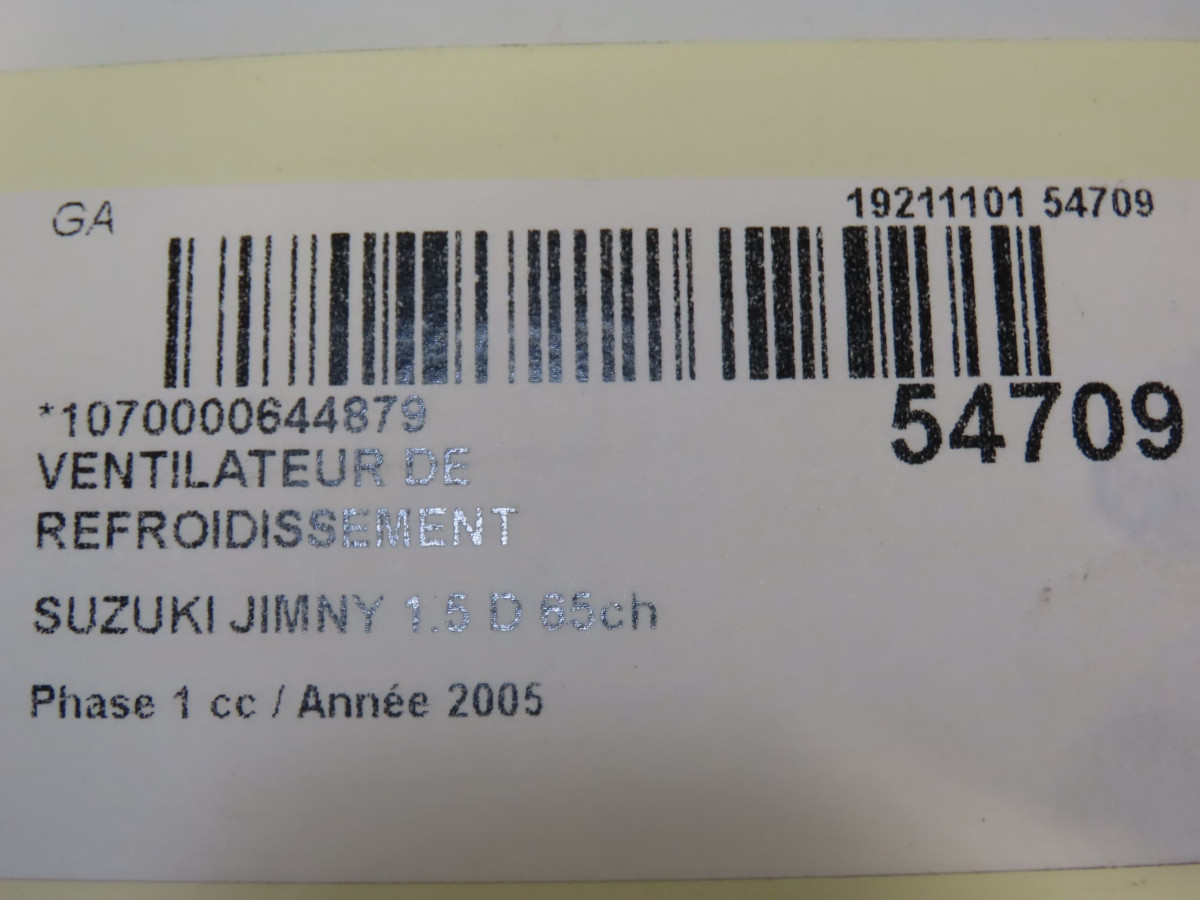 GA
19211101 54709
*1070000644879
54709
VENTILATEUR DE
REFROIDISSEMENT
SUZUKI JIMNY 1.5 D 65ch
Phase 1 cc / Année 2005